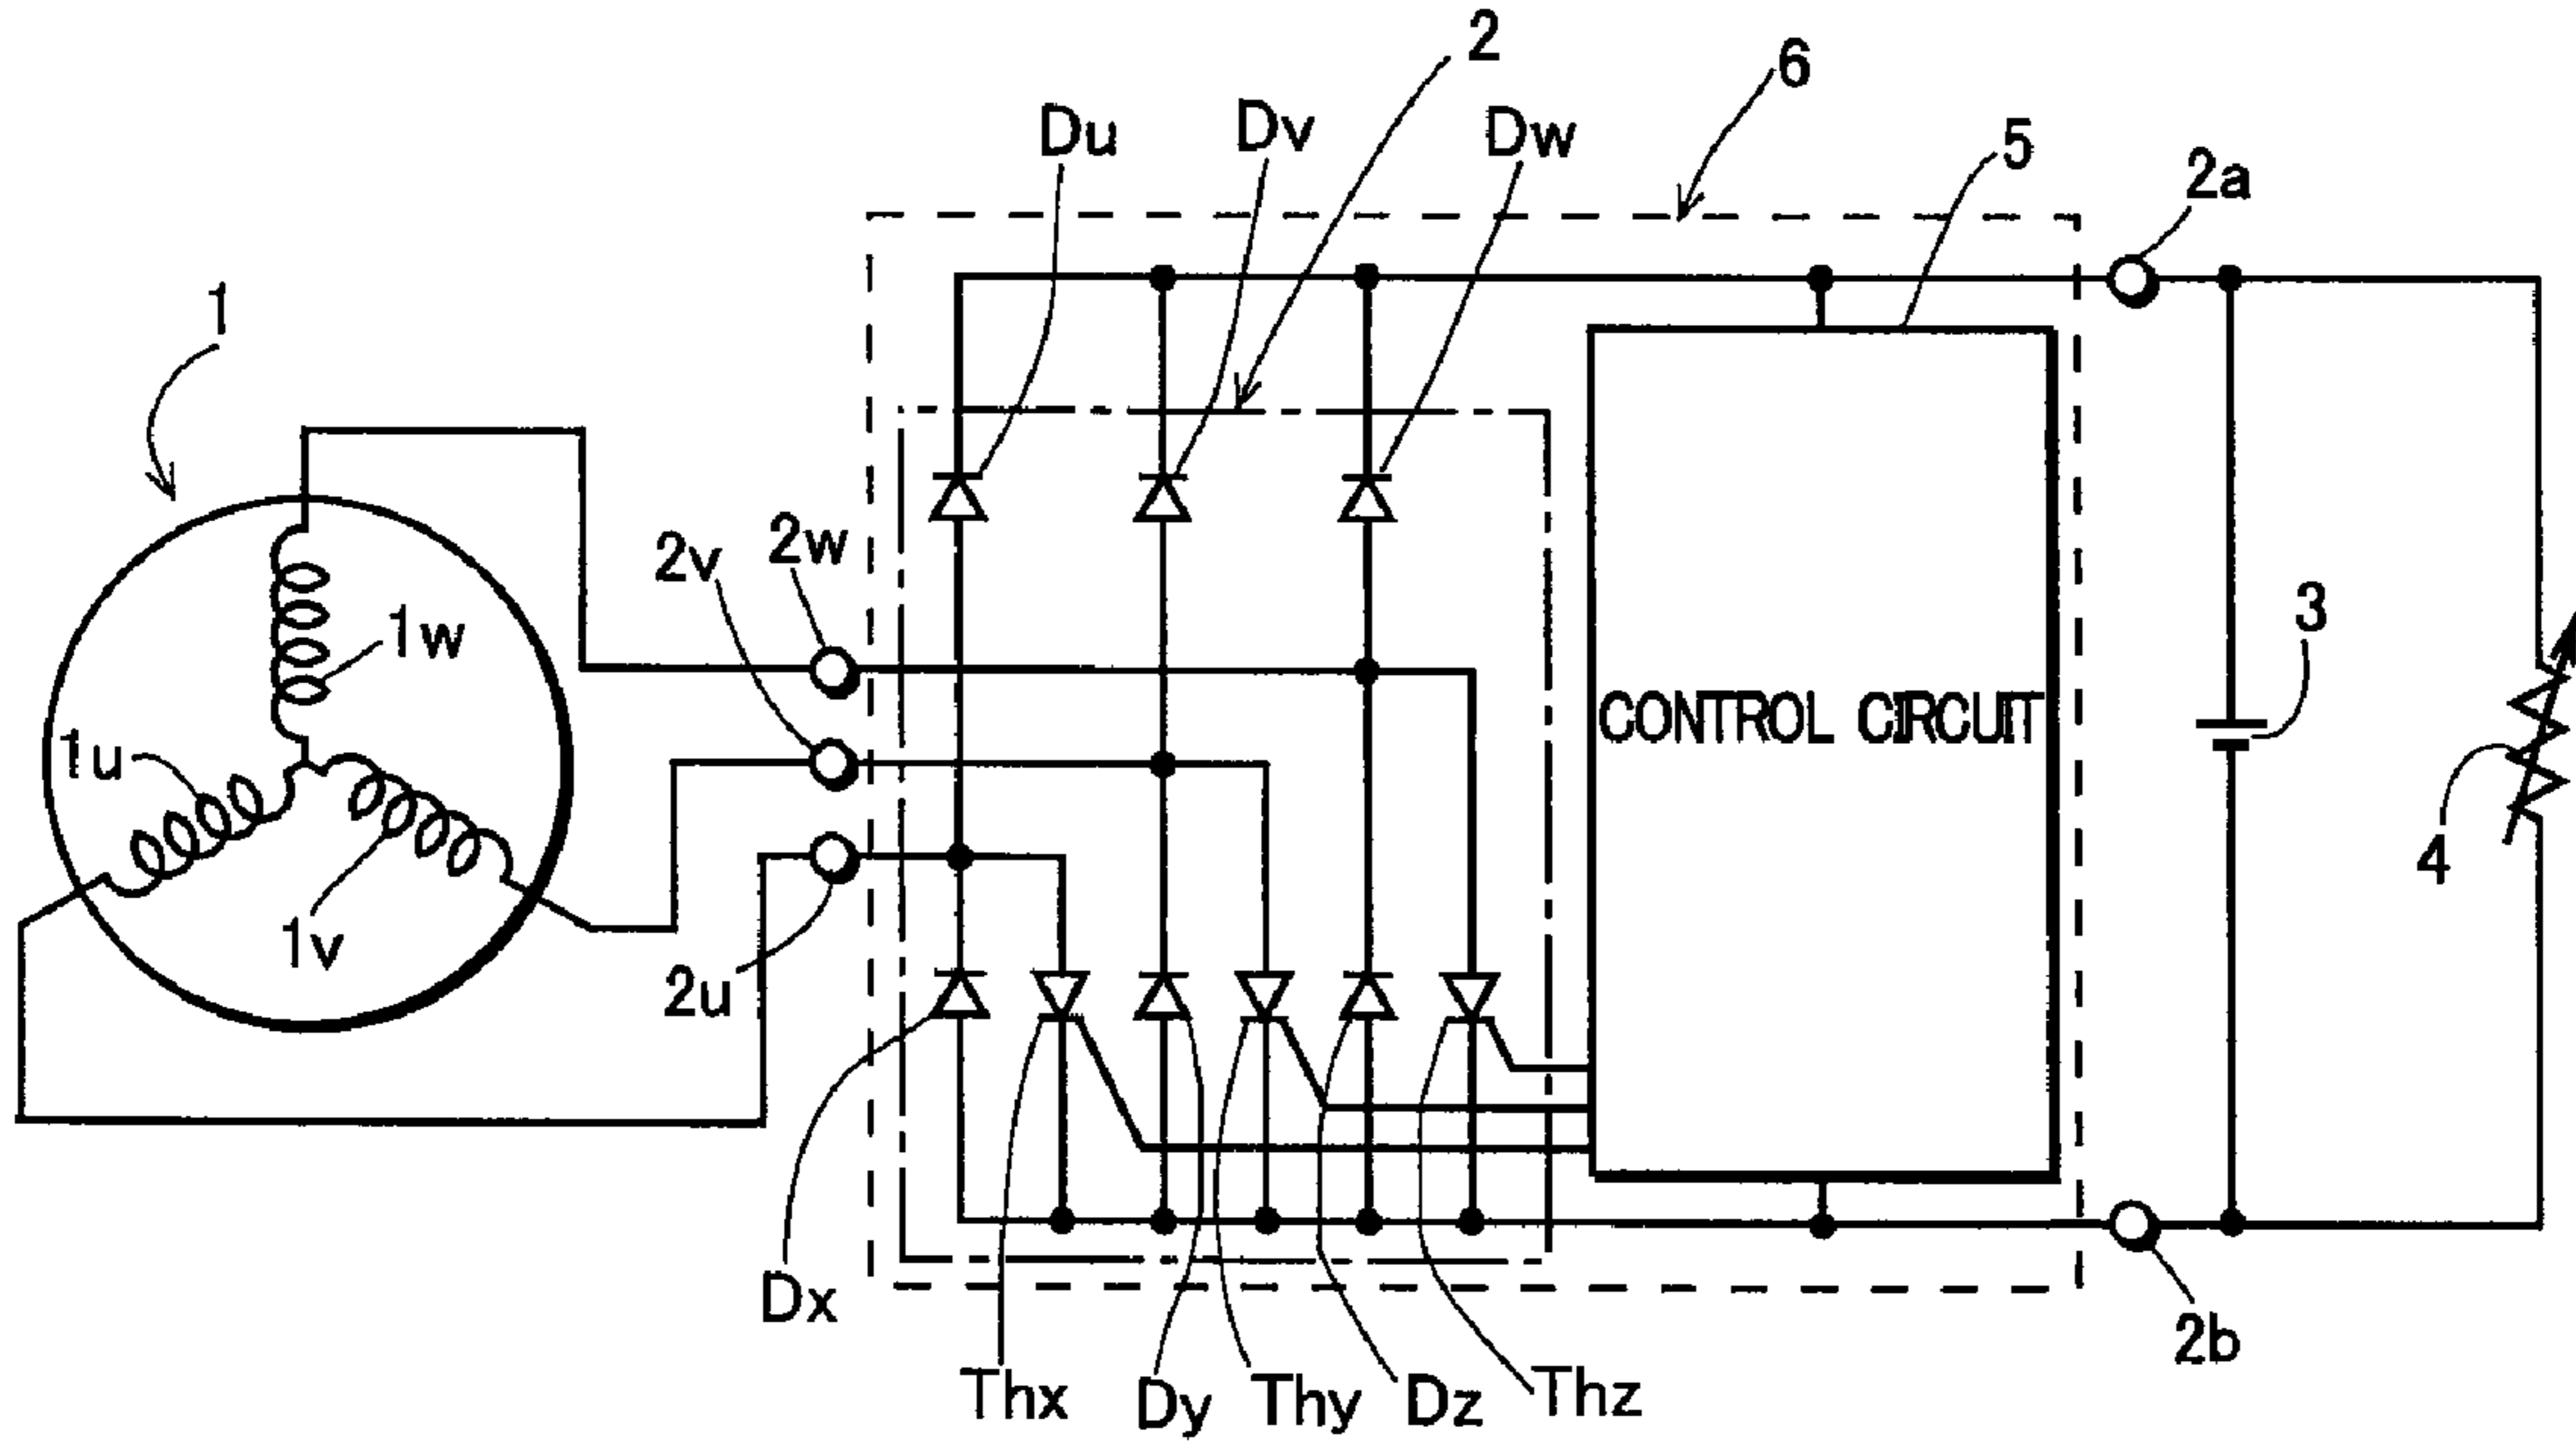 2
6
Du
Dv
Dw
5
2a
1
2w
2v
1w
3
CONTROL CIRCUIT
1u
4
1v
2u
Dx
2b
Thx
Dy
Thy
Dz
Thz